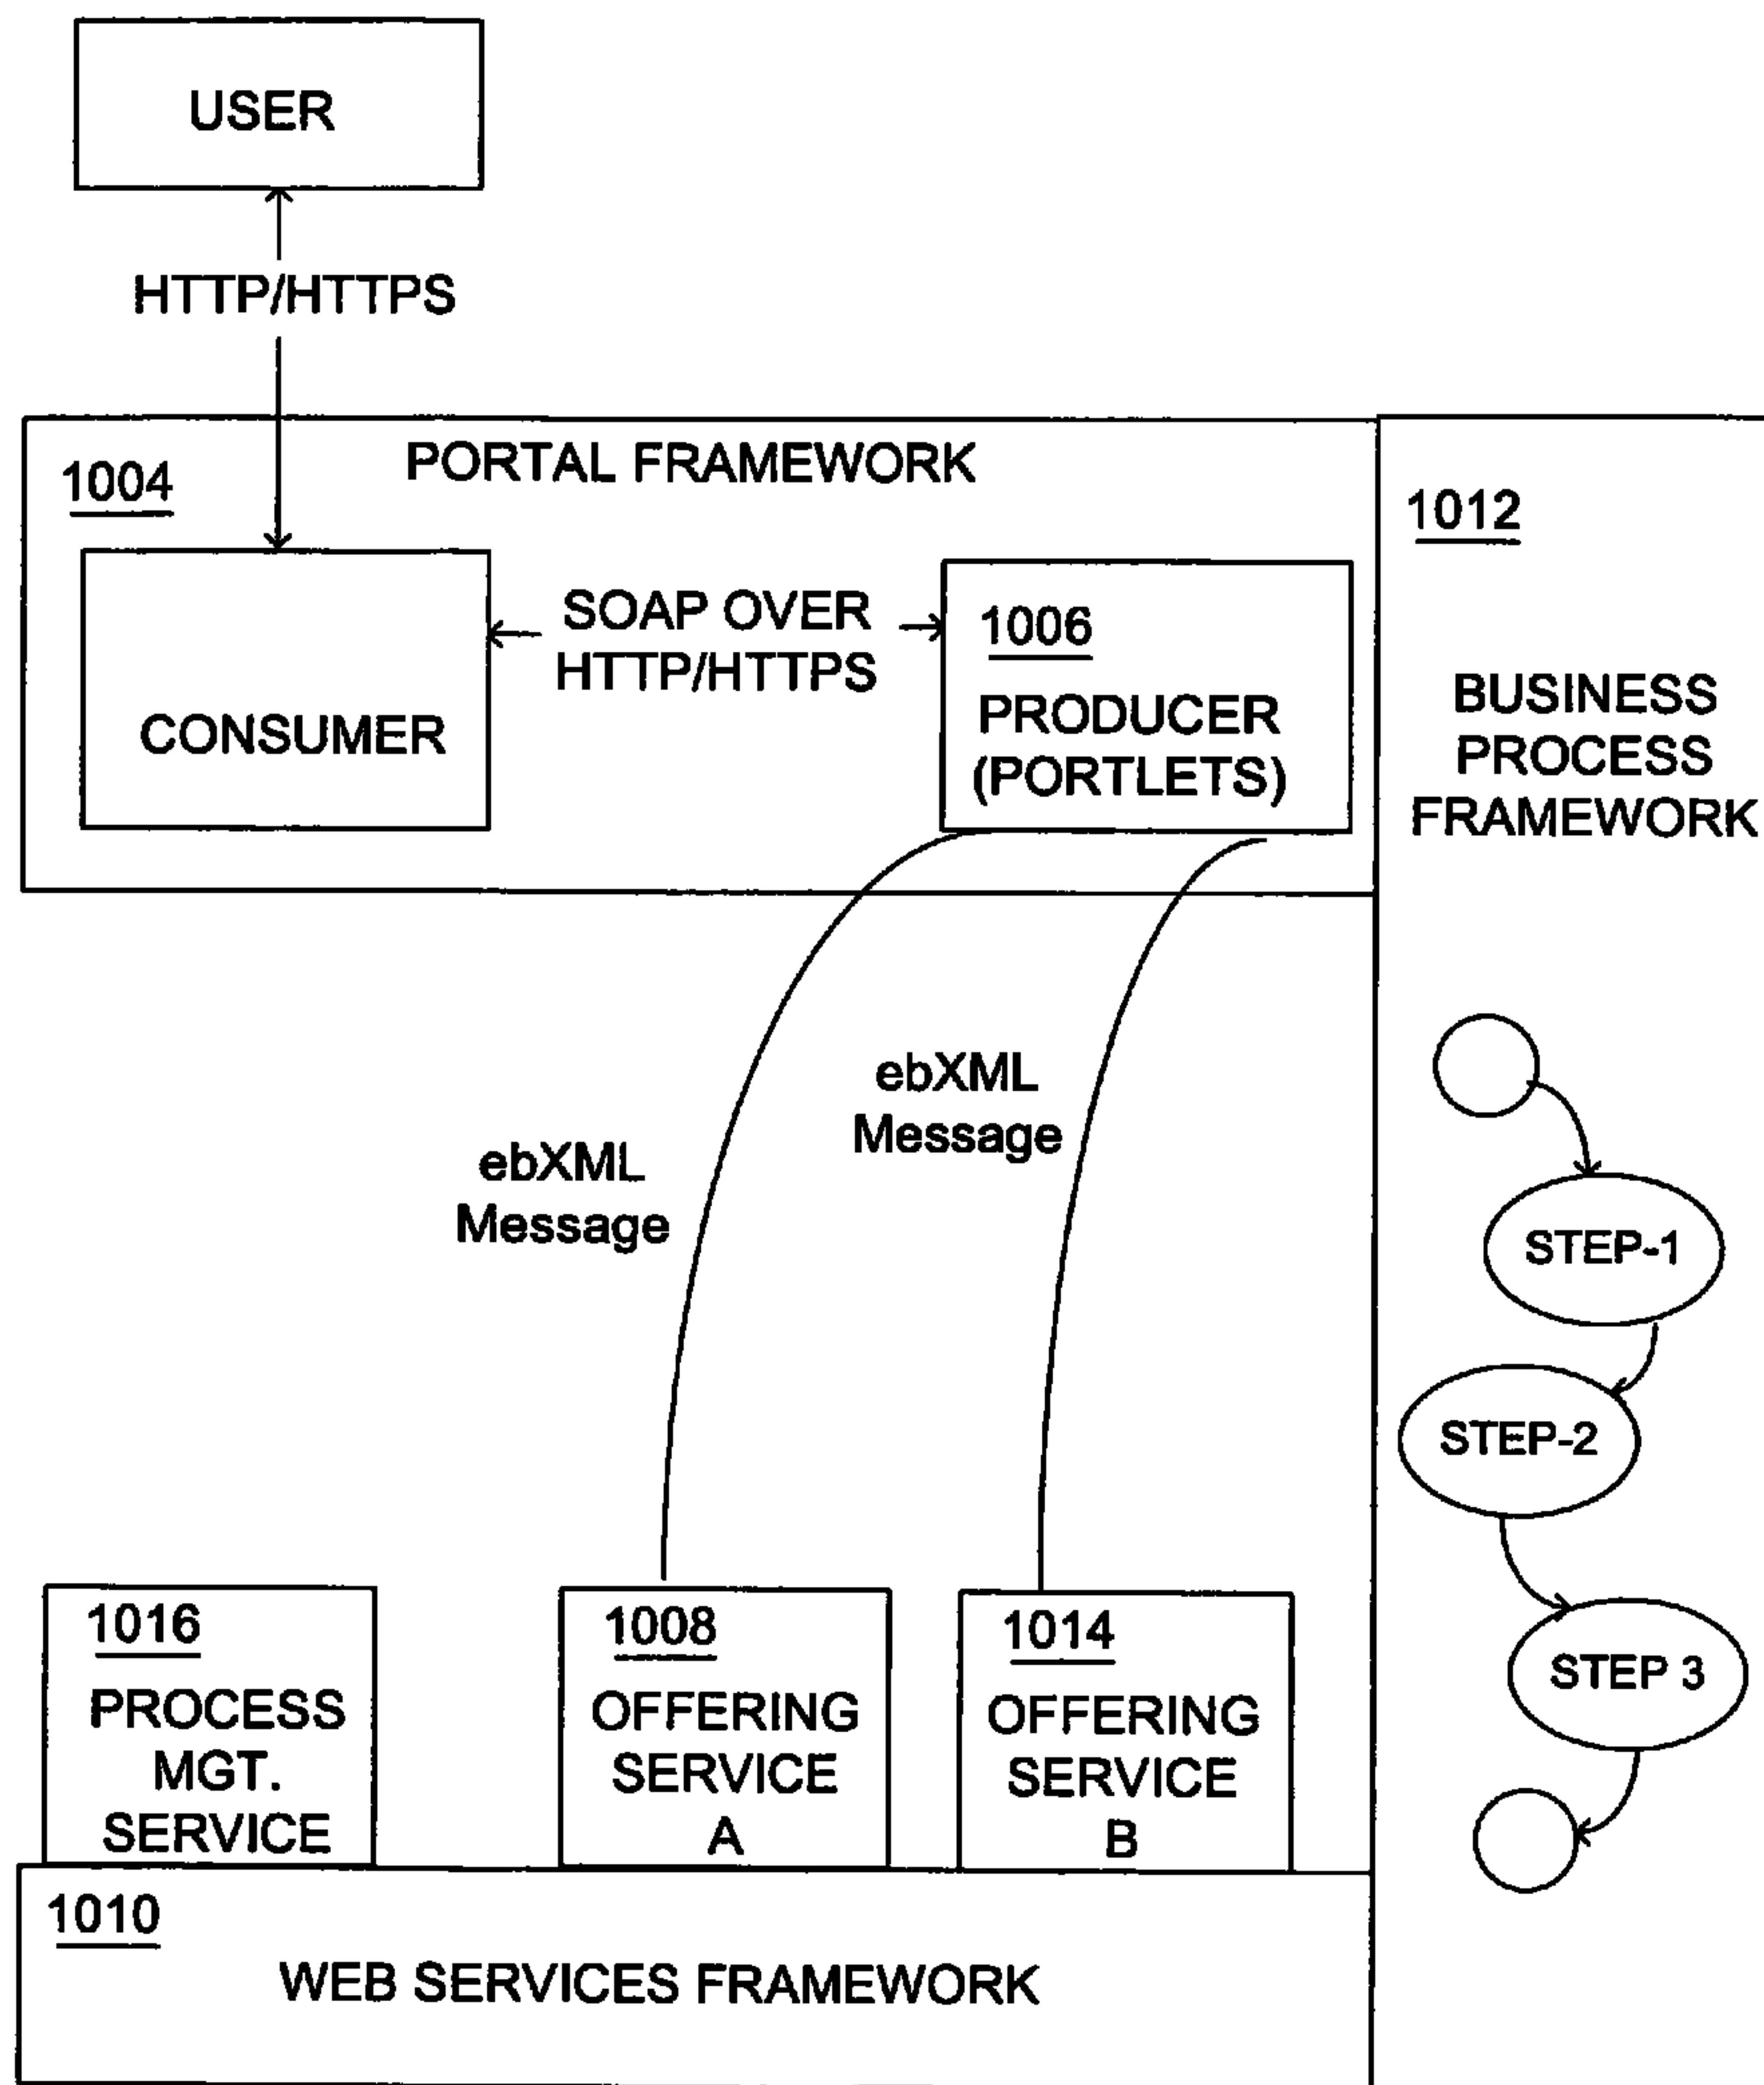 USER
HTTP/HTTPS
PORTAL FRAMEWORK
1004
CONSUMER
SOAP OVER
HTTP/HTTPS
1006
PRODUCER
(PORTLETS)
1012
BUSINESS
PROCESS
FRAMEWORK
ebXML
Message
ebXML
Message
STEP-1
STEP-2
STEP 3
1016
PROCESS
MGT.
SERVICE
1008
OFFERING
SERVICE
A
1014
OFFERING
SERVICE
B
1010
WEB SERVICES FRAMEWORK